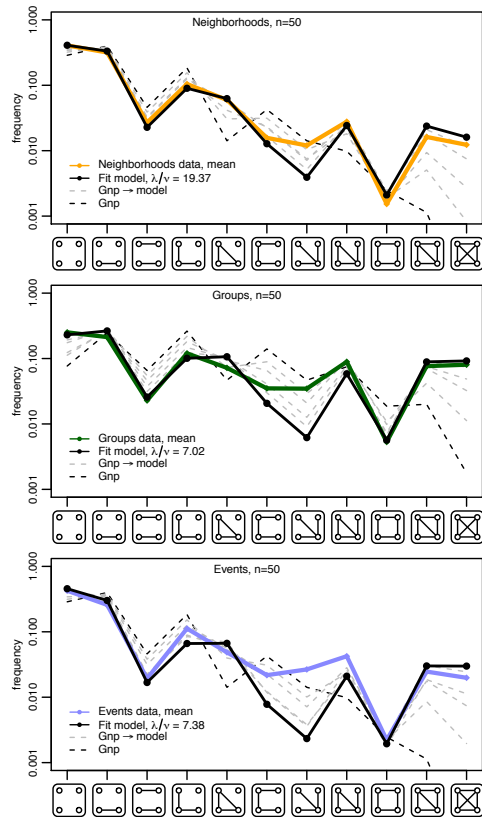 Neighborhoods, n=50
frequency
1.000
0.100
0.010
0.001
Neighborhoods data, mean
Fit model, λ/ν = 19.37
Gnp → model
Gnp
Groups, n=50
frequency
1.000
0.100
0.010
0.001
Groups data, mean
Fit model, λ/ν = 7.02
Gnp → model
Gnp
Events, n=50
frequency
1.000
0.100
0.010
0.001
Events data, mean
Fit model, λ/ν = 7.38
Gnp → model
Gnp